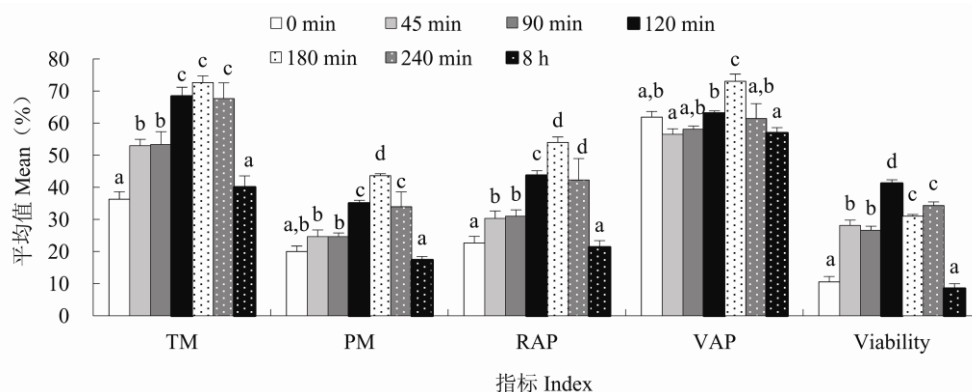 0 min 45 min 90 min 120 min
180 min 240 min 8 h
平均值 Mean（%）
80
70
60
50
40
30
20
10
0
a b b c c c a
a,b b b c d c a
a b b c d d a
a,b a a,b b c a,b a
a b b d c c a
TM PM RAP VAP Viability
指标 Index